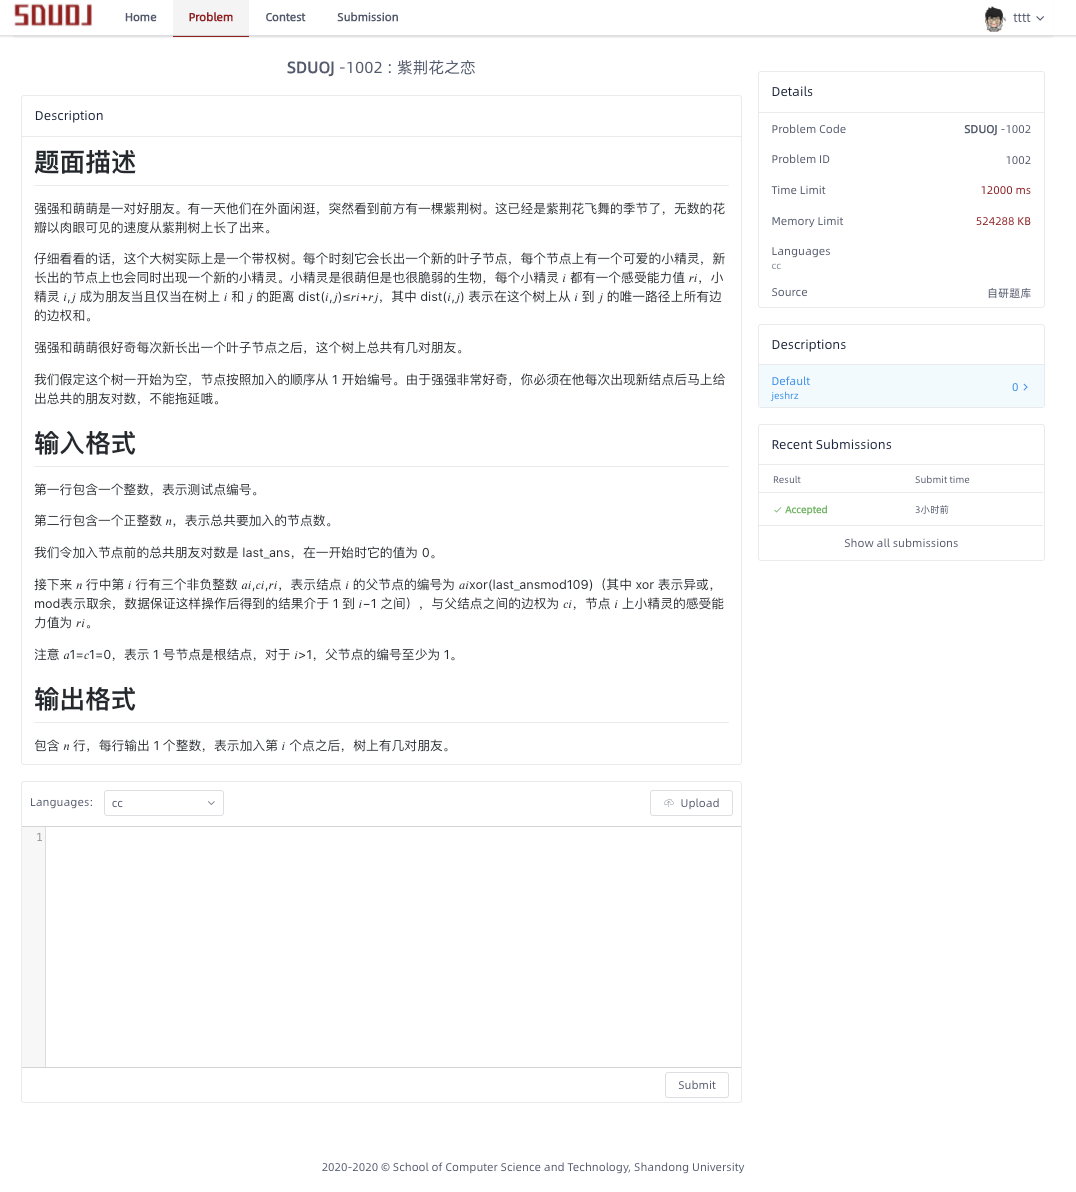 SDUOJ
Home
Problem
Contest
Submission
tttt
SDUOJ -1002 : 紫荆花之恋
Description
题面描述
强强和萌萌是一对好朋友。有一天他们在外面闲逛，突然看到前方有一棵紫荆树。这已经是紫荆花飞舞的季节了，无数的花
瓣以肉眼可见的速度从紫荆树上长了出来。
仔细看看的话，这个大树实际上是一个带权树。每个时刻它会长出一个新的叶子节点，每个节点上有一个可爱的小精灵，新
长出的节点上也会同时出现一个新的小精灵。小精灵是很萌但是也很脆弱的生物，每个小精灵 i 都有一个感受能力值 ri，小
精灵 i,j 成为朋友当且仅当在树上 i 和 j 的距离 dist(i,j)≤ri+rj，其中 dist(i,j) 表示在这个树上从 i 到 j 的唯一路径上所有边
的边权和。
强强和萌萌很好奇每次新长出一个叶子节点之后，这个树上总共有几对朋友。
我们假定这个树一开始为空，节点按照加入的顺序从 1 开始编号。由于强强非常好奇，你必须在他每次出现新结点后马上给
出总共的朋友对数，不能拖延哦。
输入格式
第一行包含一个整数，表示测试点编号。
第二行包含一个正整数 n，表示总共要加入的节点数。
我们令加入节点前的总共朋友对数是 last_ans，在一开始时它的值为 0。
接下来 n 行中第 i 行有三个非负整数 ai,ci,ri，表示结点 i 的父节点的编号为 aixor(last_ansmod109)（其中 xor 表示异或，
mod表示取余，数据保证这样操作后得到的结果介于 1 到 i−1 之间），与父结点之间的边权为 ci，节点 i 上小精灵的感受能
力值为 ri。
注意 a1=c1=0，表示 1 号节点是根结点，对于 i>1，父节点的编号至少为 1。
输出格式
包含 n 行，每行输出 1 个整数，表示加入第 i 个点之后，树上有几对朋友。
Languages:
cc
Upload
1
Submit
Details
Problem Code SDUOJ -1002
Problem ID 1002
Time Limit 12000 ms
Memory Limit 524288 KB
Languages
cc
Source 自研题库
Descriptions
Default 0
jeshrz
Recent Submissions
Result Submit time
Accepted 3小时前
Show all submissions
2020-2020 © School of Computer Science and Technology, Shandong University